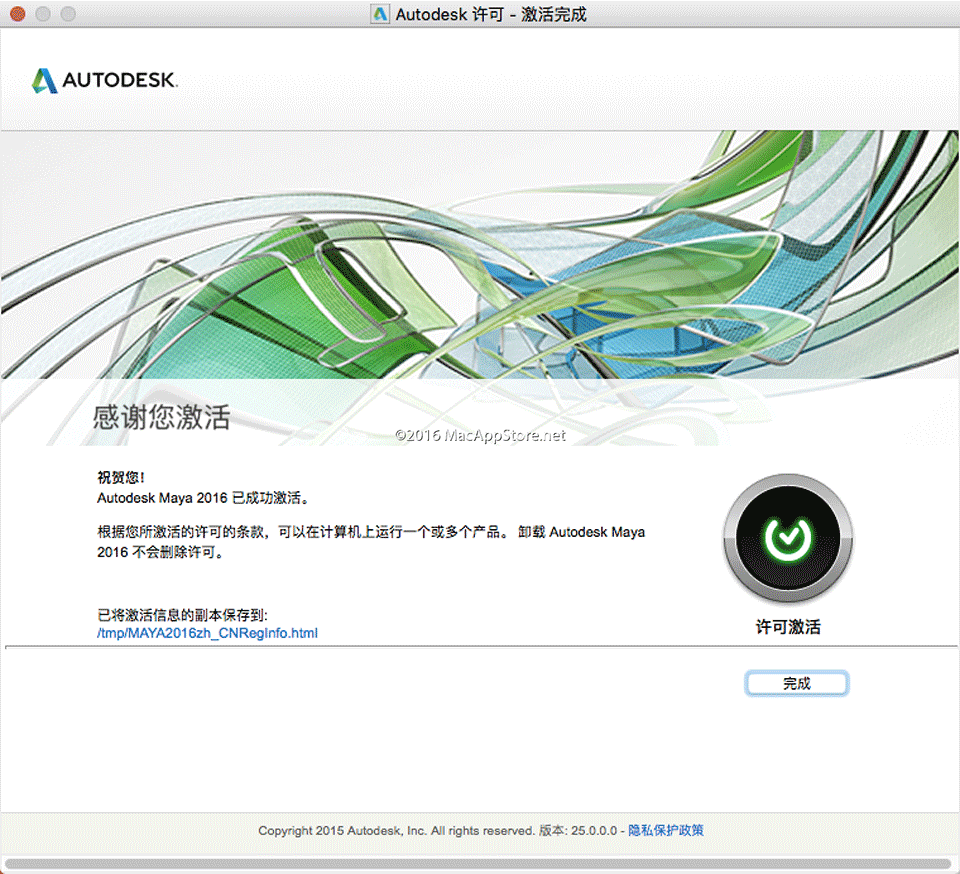 Autodesk 许可 - 激活完成
AUTODESK.
感谢您激活
©2016 MacAppStore.net
祝贺您!
Autodesk Maya 2016 已成功激活。
根据您所激活的许可的条款，可以在计算机上运行一个或多个产品。 卸载 Autodesk Maya
2016 不会删除许可。
已将激活信息的副本保存到:
/tmp/MAYA2016zh_CNRegInfo.html
许可激活
完成
Copyright 2015 Autodesk, Inc. All rights reserved. 版本: 25.0.0.0 - 隐私保护政策